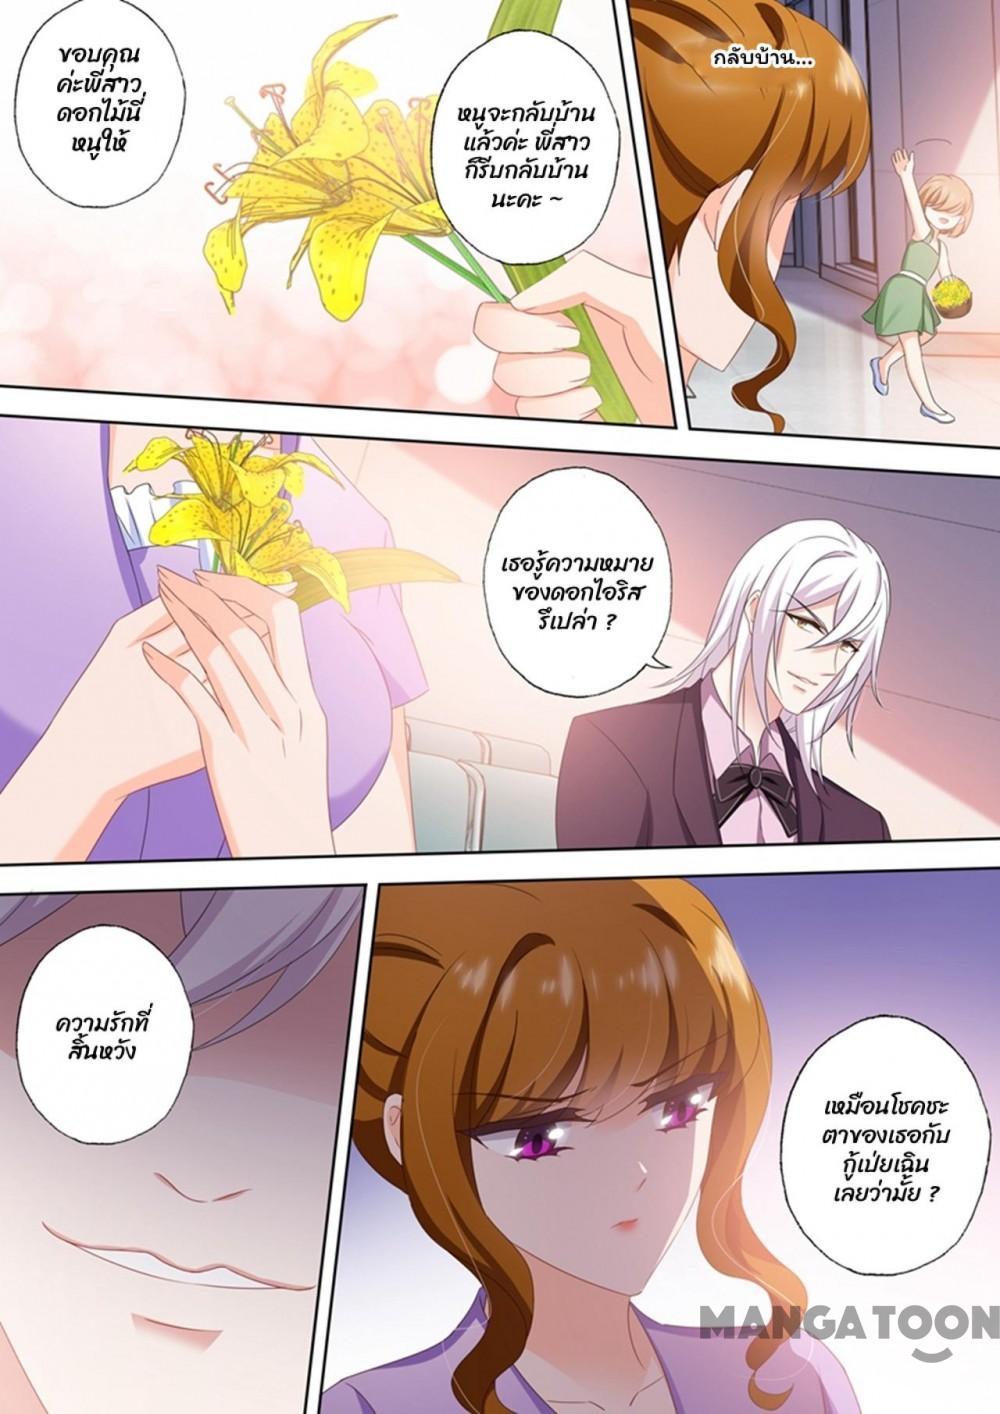 ขอบคุณ
ค่ะพี่สาว
ดอกไม้นี่
หนูให้
หนูจะกลับบ้าน
แล้วค่ะ พี่สาว
ก็รีบกลับบ้าน
นะคะ ~
กลับบ้าน...
เธอรู้ความหมาย
ของดอกไอริส
รึเปล่า ?
ความรักที่
สิ้นหวัง
เหมือนโชคชะ
ตาของเธอกับ
กู้เป่ยเฉิน
เลยว่ามั้ย ?
MANGATOON